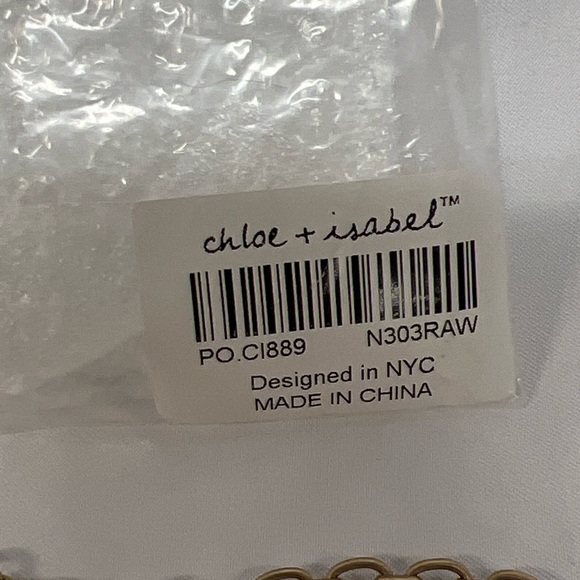 chloe + isabel™
PO.CI889 N303RAW
Designed in NYC
MADE IN CHINA